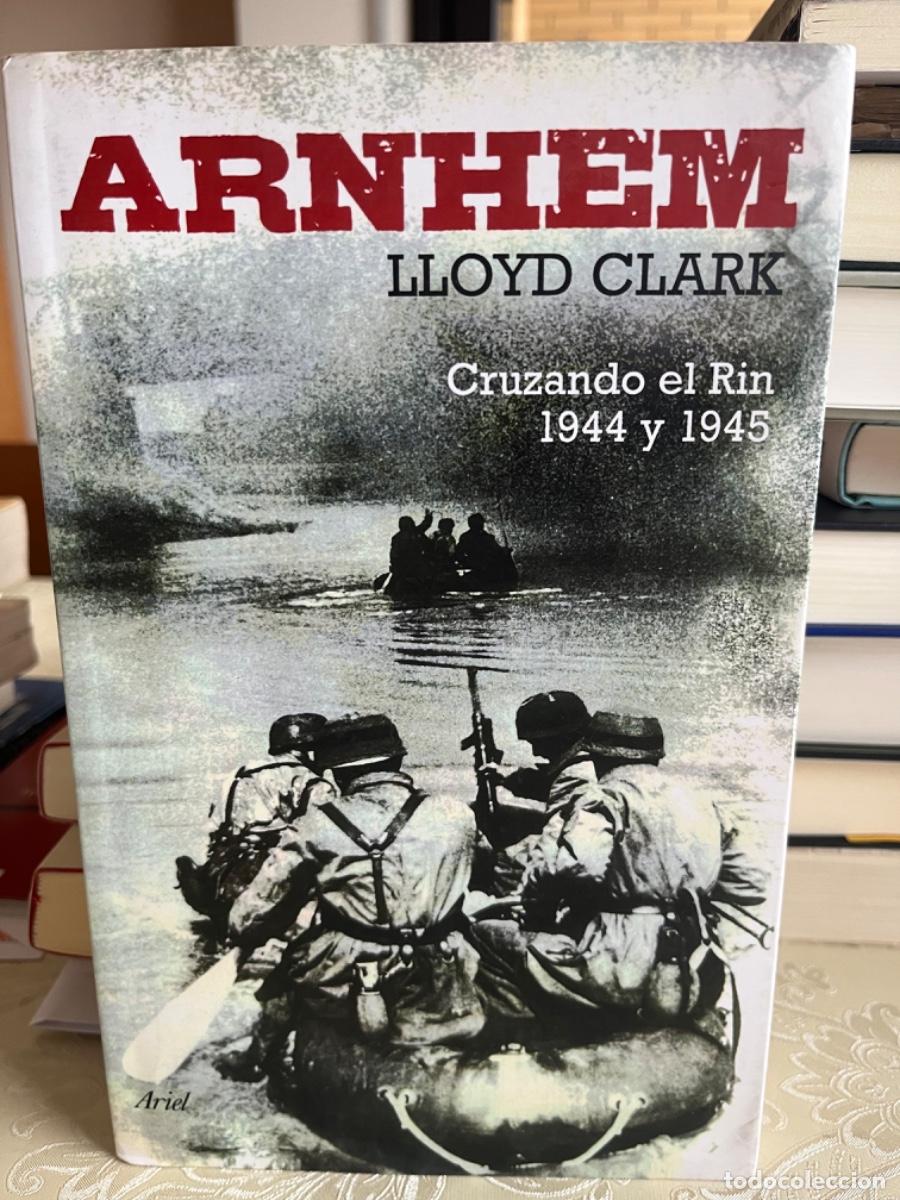 ARNHEM
LLOYD CLARK
Cruzando el Rin
1944 y 1945
Ariel
todocoleccion